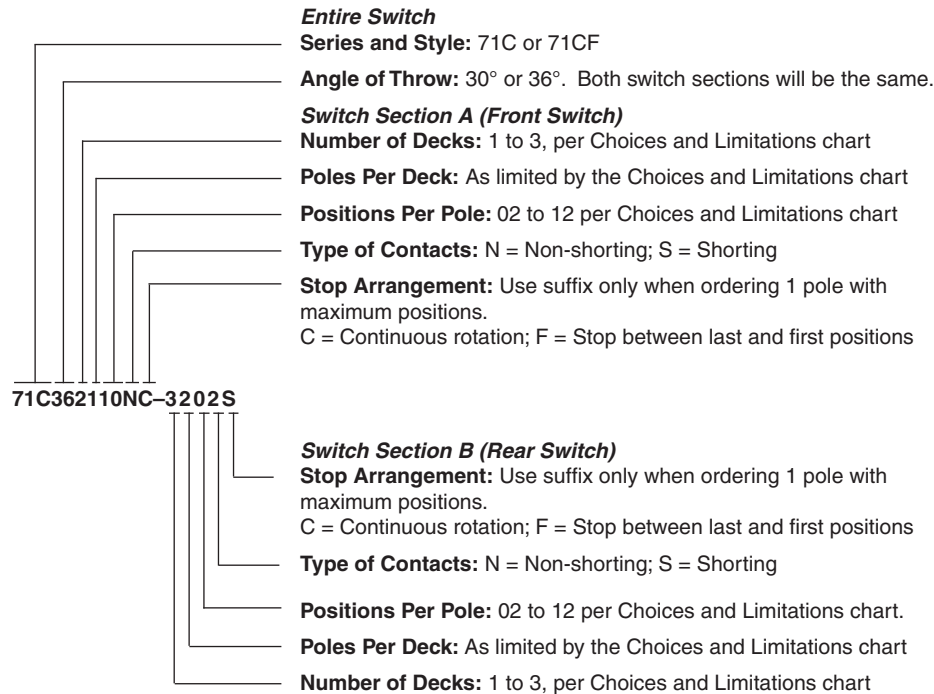 Entire Switch
Series and Style: 71C or 71CF
Angle of Throw: 30° or 36°. Both switch sections will be the same.
Switch Section A (Front Switch)
Number of Decks: 1 to 3, per Choices and Limitations chart
Poles Per Deck: As limited by the Choices and Limitations chart
Positions Per Pole: 02 to 12 per Choices and Limitations chart
Type of Contacts: N = Non-shorting; S = Shorting
Stop Arrangement: Use suffix only when ordering 1 pole with
maximum positions.
C = Continuous rotation; F = Stop between last and first positions
71C362110NC–3202S
Switch Section B (Rear Switch)
Stop Arrangement: Use suffix only when ordering 1 pole with
maximum positions.
C = Continuous rotation; F = Stop between last and first positions
Type of Contacts: N = Non-shorting; S = Shorting
Positions Per Pole: 02 to 12 per Choices and Limitations chart.
Poles Per Deck: As limited by the Choices and Limitations chart
Number of Decks: 1 to 3, per Choices and Limitations chart